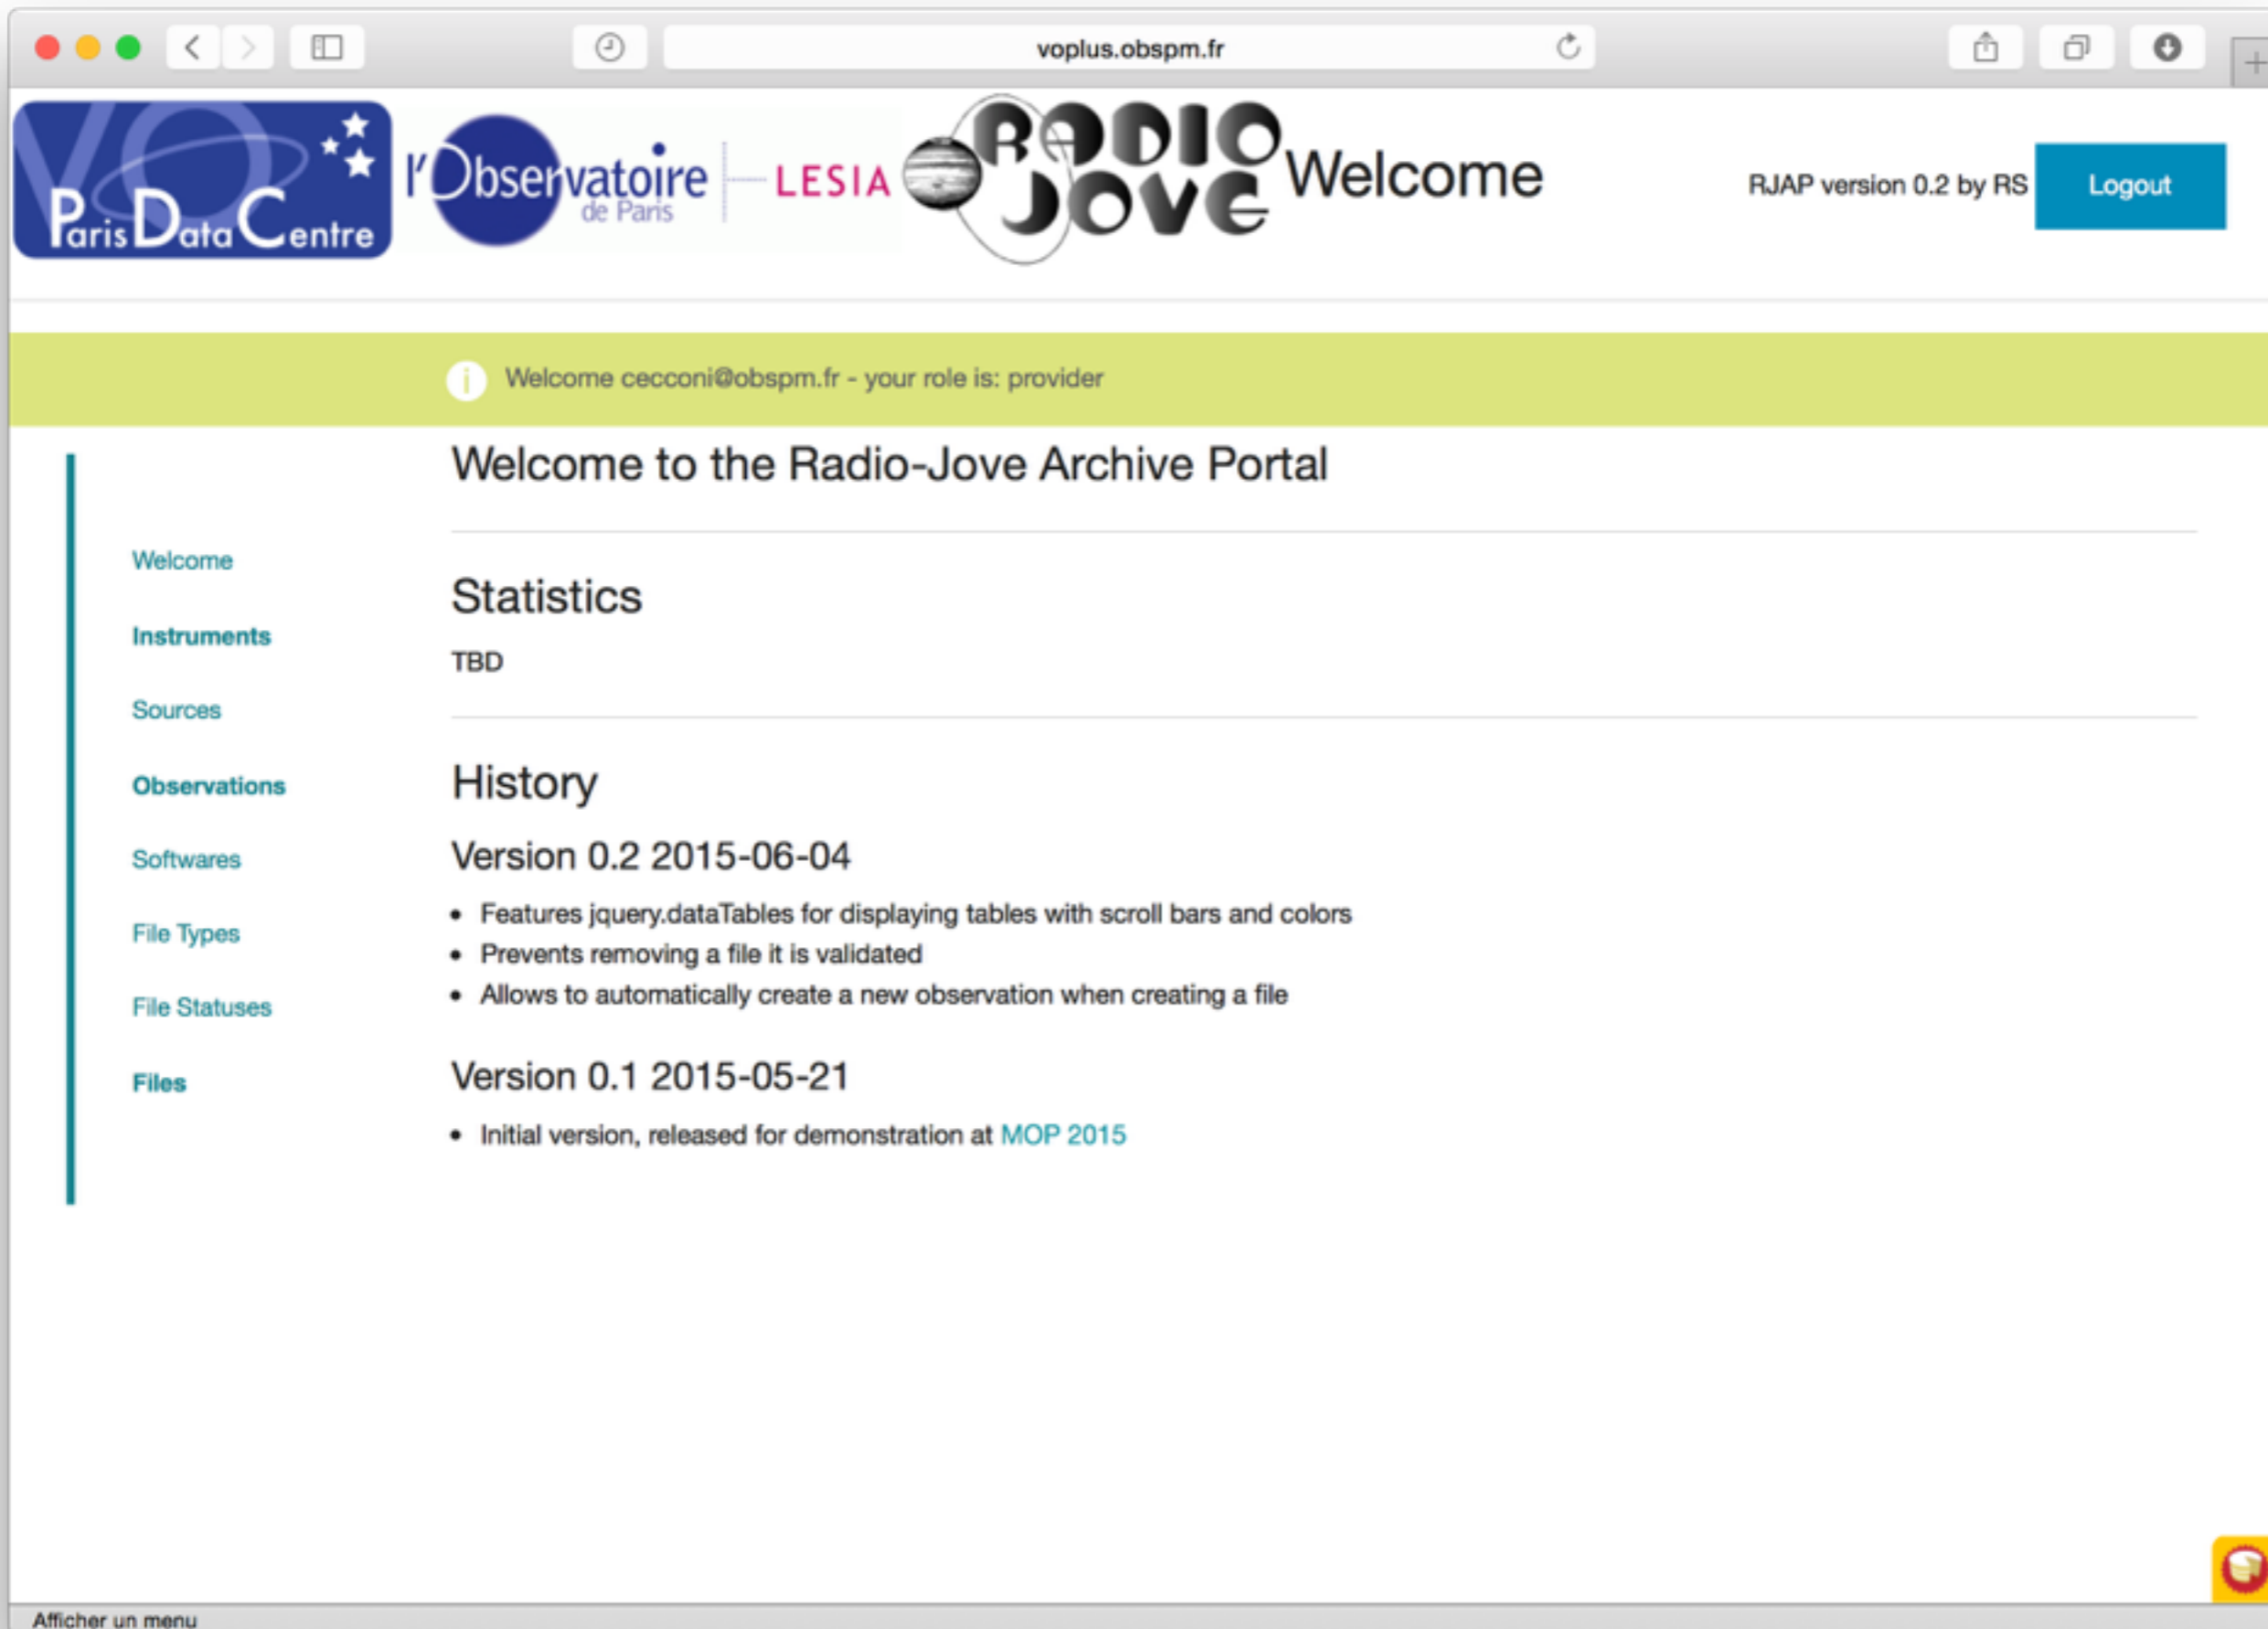 voplus.obspm.fr
VO
Paris Data Centre
l'Observatoire
de Paris
LESIA
RADIO
JOVE
Welcome
RJAP version 0.2 by RS
Logout
Welcome cecconi@obspm.fr - your role is: provider
Welcome to the Radio-Jove Archive Portal
Welcome
Instruments
Sources
Observations
Softwares
File Types
File Statuses
Files
Statistics
TBD
History
Version 0.2 2015-06-04
• Features jquery.dataTables for displaying tables with scroll bars and colors
• Prevents removing a file it is validated
• Allows to automatically create a new observation when creating a file
Version 0.1 2015-05-21
• Initial version, released for demonstration at MOP 2015
Afficher un menu